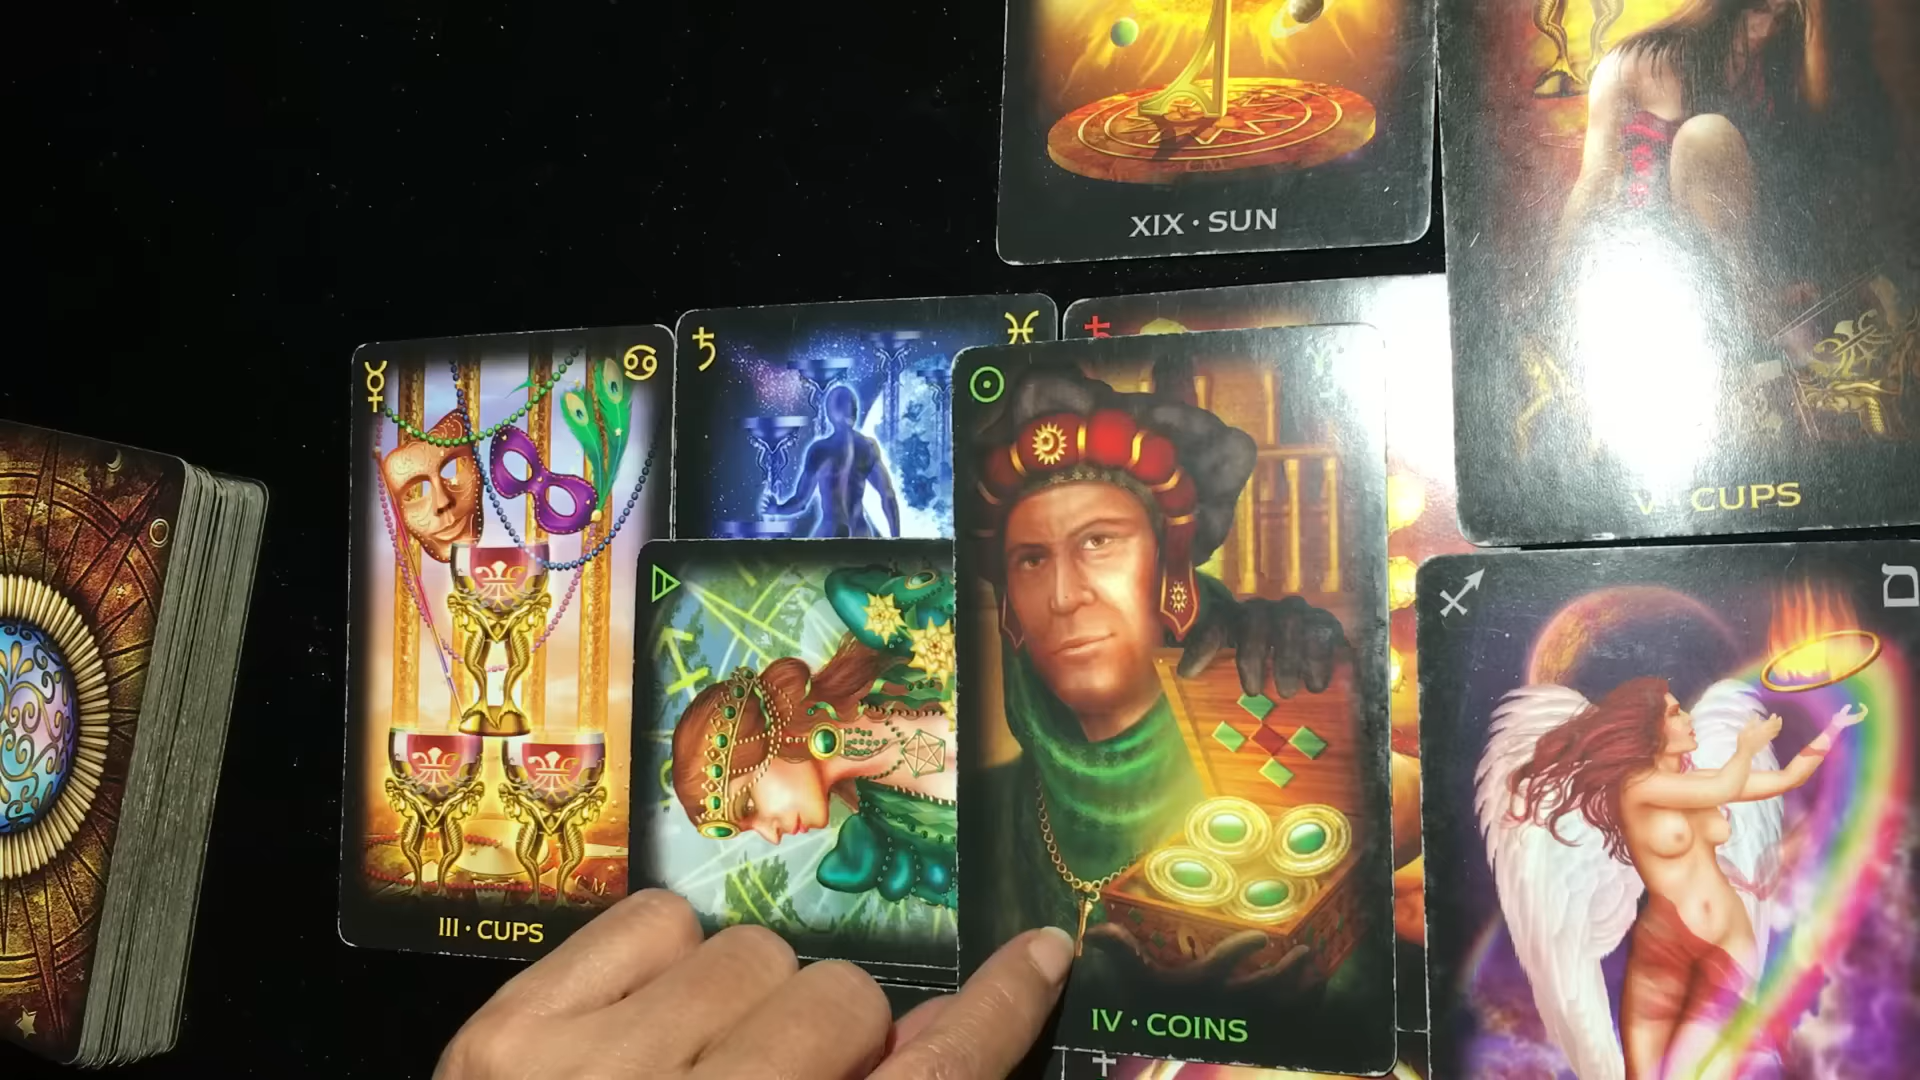 XIX · SUN
CUPS
III · CUPS
IV · COINS